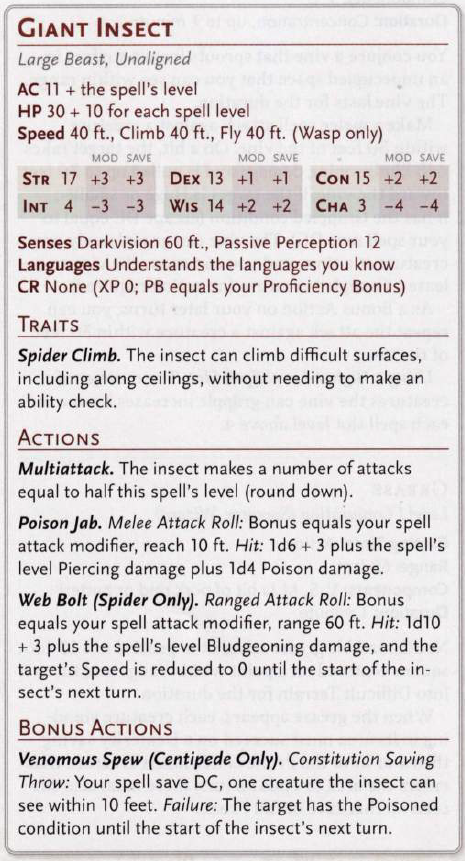 GIANT INSECT
Large Beast, Unaligned
AC 11 + the spell's level
HP 30 + 10 for each spell level
Speed 40 ft., Climb 40 ft., Fly 40 ft. (Wasp only)
MOD SAVE MOD SAVE MOD SAVE
STR 17 +3 +3 DEX 13 +1 +1 CON 15 +2 +2
INT 4 −3 −3 WIS 14 +2 +2 CHA 3 −4 −4
Senses Darkvision 60 ft., Passive Perception 12
Languages Understands the languages you know
CR None (XP 0; PB equals your Proficiency Bonus)
TRAITS
Spider Climb. The insect can climb difficult surfaces,
including along ceilings, without needing to make an
ability check.
ACTIONS
Multiattack. The insect makes a number of attacks
equal to half this spell's level (round down).
Poison Jab. Melee Attack Roll: Bonus equals your spell
attack modifier, reach 10 ft. Hit: 1d6 + 3 plus the spell's
level Piercing damage plus 1d4 Poison damage.
Web Bolt (Spider Only). Ranged Attack Roll: Bonus
equals your spell attack modifier, range 60 ft. Hit: 1d10
+ 3 plus the spell's level Bludgeoning damage, and the
target's Speed is reduced to 0 until the start of the in-
sect's next turn.
BONUS ACTIONS
Venomous Spew (Centipede Only). Constitution Saving
Throw: Your spell save DC, one creature the insect can
see within 10 feet. Failure: The target has the Poisoned
condition until the start of the insect's next turn.